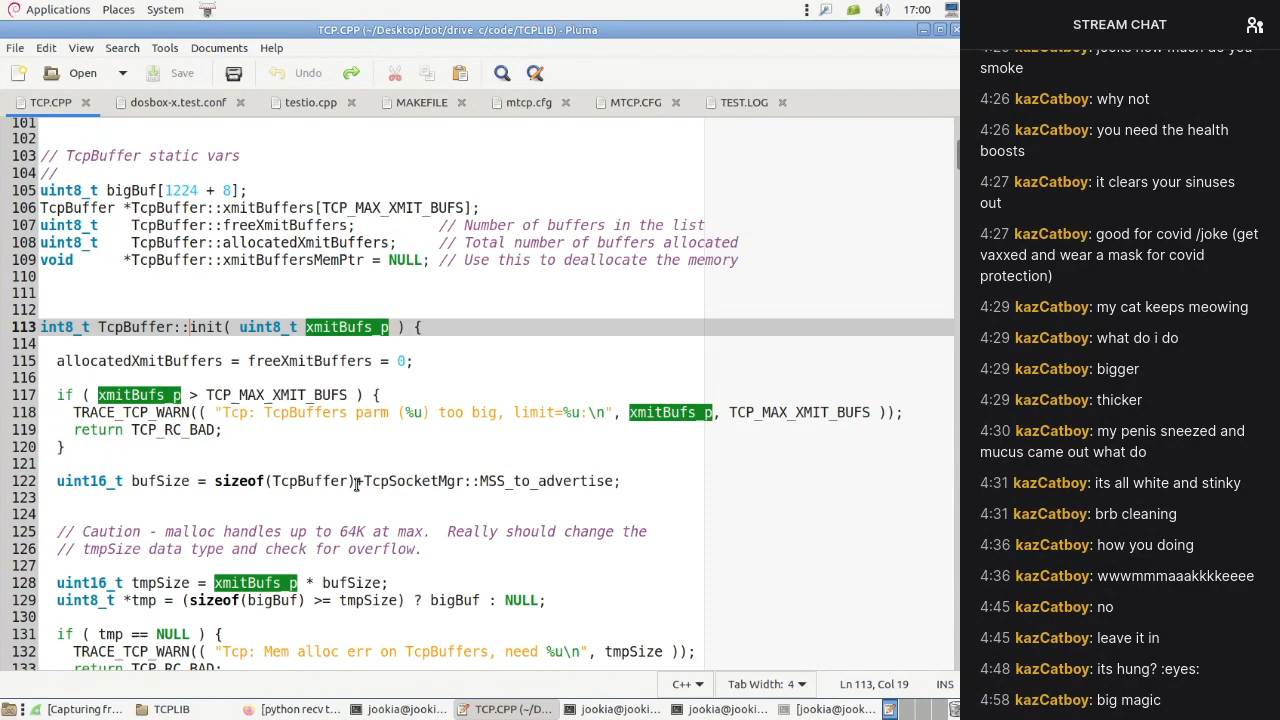 Applications Places System 17:00
TCP.CPP (~/Desktop/bot/drive_c/code/TCPLIB) - Pluma
File Edit View Search Tools Documents Help
Open Save Undo
TCP.CPP dosbox-x.test.conf testio.cpp MAKEFILE mtcp.cfg MTCP.CFG TEST.LOG
101
102
103 // TcpBuffer static vars
104 //
105 uint8_t bigBuf[1224 + 8];
106 TcpBuffer *TcpBuffer::xmitBuffers[TCP_MAX_XMIT_BUFS];
107 uint8_t    TcpBuffer::freeXmitBuffers;          // Number of buffers in the list
108 uint8_t    TcpBuffer::allocatedXmitBuffers;     // Total number of buffers allocated
109 void      *TcpBuffer::xmitBuffersMemPtr = NULL; // Use this to deallocate the memory
110
111
112
113 int8_t TcpBuffer::init( uint8_t xmitBufs_p ) {
114
115   allocatedXmitBuffers = freeXmitBuffers = 0;
116
117   if ( xmitBufs_p > TCP_MAX_XMIT_BUFS ) {
118     TRACE_TCP_WARN(( "Tcp: TcpBuffers parm (%u) too big, limit=%u:\n", xmitBufs_p, TCP_MAX_XMIT_BUFS ));
119     return TCP_RC_BAD;
120   }
121
122   uint16_t bufSize = sizeof(TcpBuffer)+TcpSocketMgr::MSS_to_advertise;
123
124
125   // Caution - malloc handles up to 64K at max.  Really should change the
126   // tmpSize data type and check for overflow.
127
128   uint16_t tmpSize = xmitBufs_p * bufSize;
129   uint8_t *tmp = (sizeof(bigBuf) >= tmpSize) ? bigBuf : NULL;
130
131   if ( tmp == NULL ) {
132     TRACE_TCP_WARN(( "Tcp: Mem alloc err on TcpBuffers, need %u\n", tmpSize ));
133     return TCP_RC_BAD;
C++ Tab Width: 4 Ln 113, Col 19 INS
[Capturing fr... TCPLIB [python recv t... jookia@jooki... TCP.CPP (~/D... jookia@jooki... jookia@jooki... [jookia@jook...
STREAM CHAT
smoke
4:26 kazCatboy: why not
4:26 kazCatboy: you need the health
boosts
4:27 kazCatboy: it clears your sinuses
out
4:27 kazCatboy: good for covid /joke (get
vaxxed and wear a mask for covid
protection)
4:29 kazCatboy: my cat keeps meowing
4:29 kazCatboy: what do i do
4:29 kazCatboy: bigger
4:29 kazCatboy: thicker
4:30 kazCatboy: my penis sneezed and
mucus came out what do
4:31 kazCatboy: its all white and stinky
4:31 kazCatboy: brb cleaning
4:36 kazCatboy: how you doing
4:36 kazCatboy: wwwmmmaaakkkkeeee
4:45 kazCatboy: no
4:45 kazCatboy: leave it in
4:48 kazCatboy: its hung? :eyes:
4:58 kazCatboy: big magic